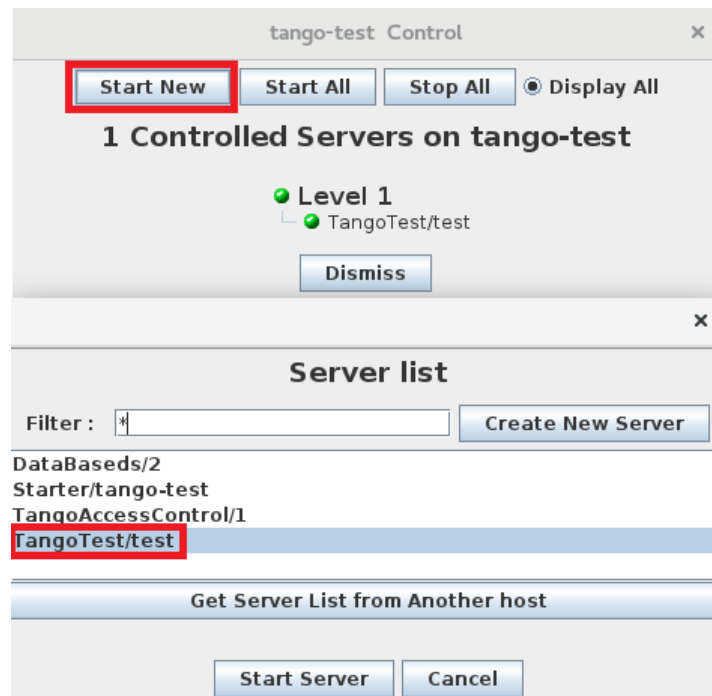 tango-test Control ×
Start New Start All Stop All Display All
1 Controlled Servers on tango-test
Level 1
TangoTest/test
Dismiss
×
Server list
Filter : * Create New Server
DataBaseds/2
Starter/tango-test
TangoAccessControl/1
TangoTest/test
Get Server List from Another host
Start Server Cancel